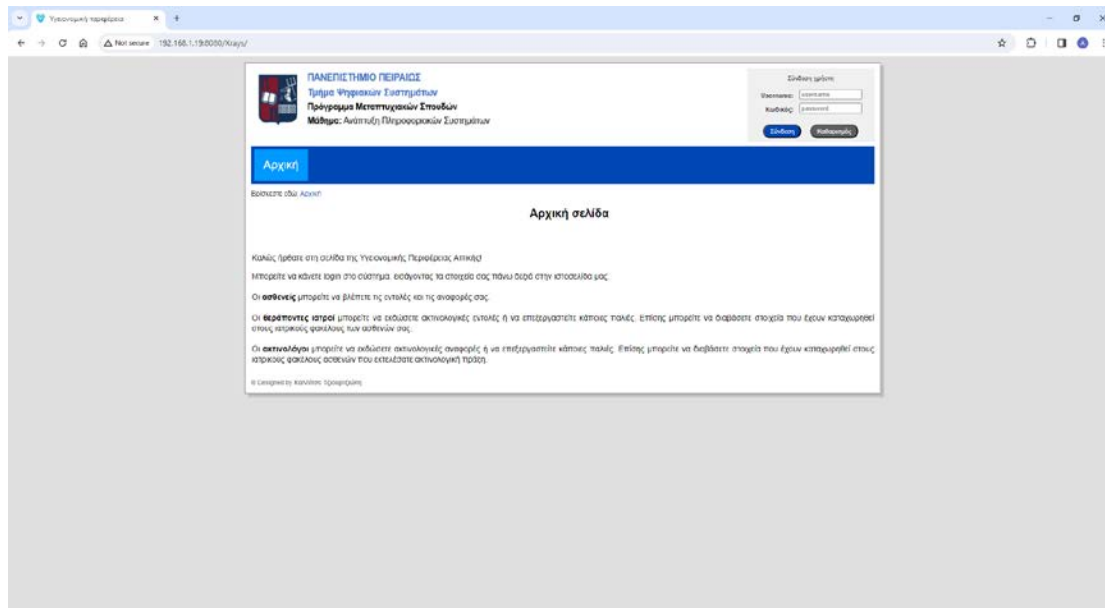 Υγειονομική περιφέρεια
Not secure 192.168.1.19:8080/Xrays/
ΠΑΝΕΠΙΣΤΗΜΙΟ ΠΕΙΡΑΙΩΣ
Τμήμα Ψηφιακών Συστημάτων
Πρόγραμμα Μεταπτυχιακών Σπουδών
Μάθημα: Ανάπτυξη Πληροφοριακών Συστημάτων
Σύνδεση χρήστη
Username: username
Κωδικός: password
Σύνδεση Καθαρισμός
Αρχική
Βρίσκεστε εδώ: Αρχική
Αρχική σελίδα
Καλώς ήρθατε στη σελίδα της Υγειονομικής Περιφέρειας Αττικής!
Μπορείτε να κάνετε login στο σύστημα, εισάγοντας τα στοιχεία σας πάνω δεξιά στην ιστοσελίδα μας.
Οι ασθενείς μπορείτε να βλέπετε τις εντολές και τις αναφορές σας.
Οι θεράποντες ιατροί μπορείτε να εκδώσετε ακτινολογικές εντολές ή να επεξεργαστείτε κάποιες παλιές. Επίσης μπορείτε να διαβάσετε στοιχεία που έχουν καταχωρηθεί
στους ιατρικούς φακέλους των ασθενών σας.
Οι ακτινολόγοι μπορείτε να εκδώσετε ακτινολογικές αναφορές ή να επεξεργαστείτε κάποιες παλιές. Επίσης μπορείτε να διαβάσετε στοιχεία που έχουν καταχωρηθεί στους
ιατρικούς φακέλους ασθενών που εκτελέσατε ακτινολογική πράξη.
© Designed by